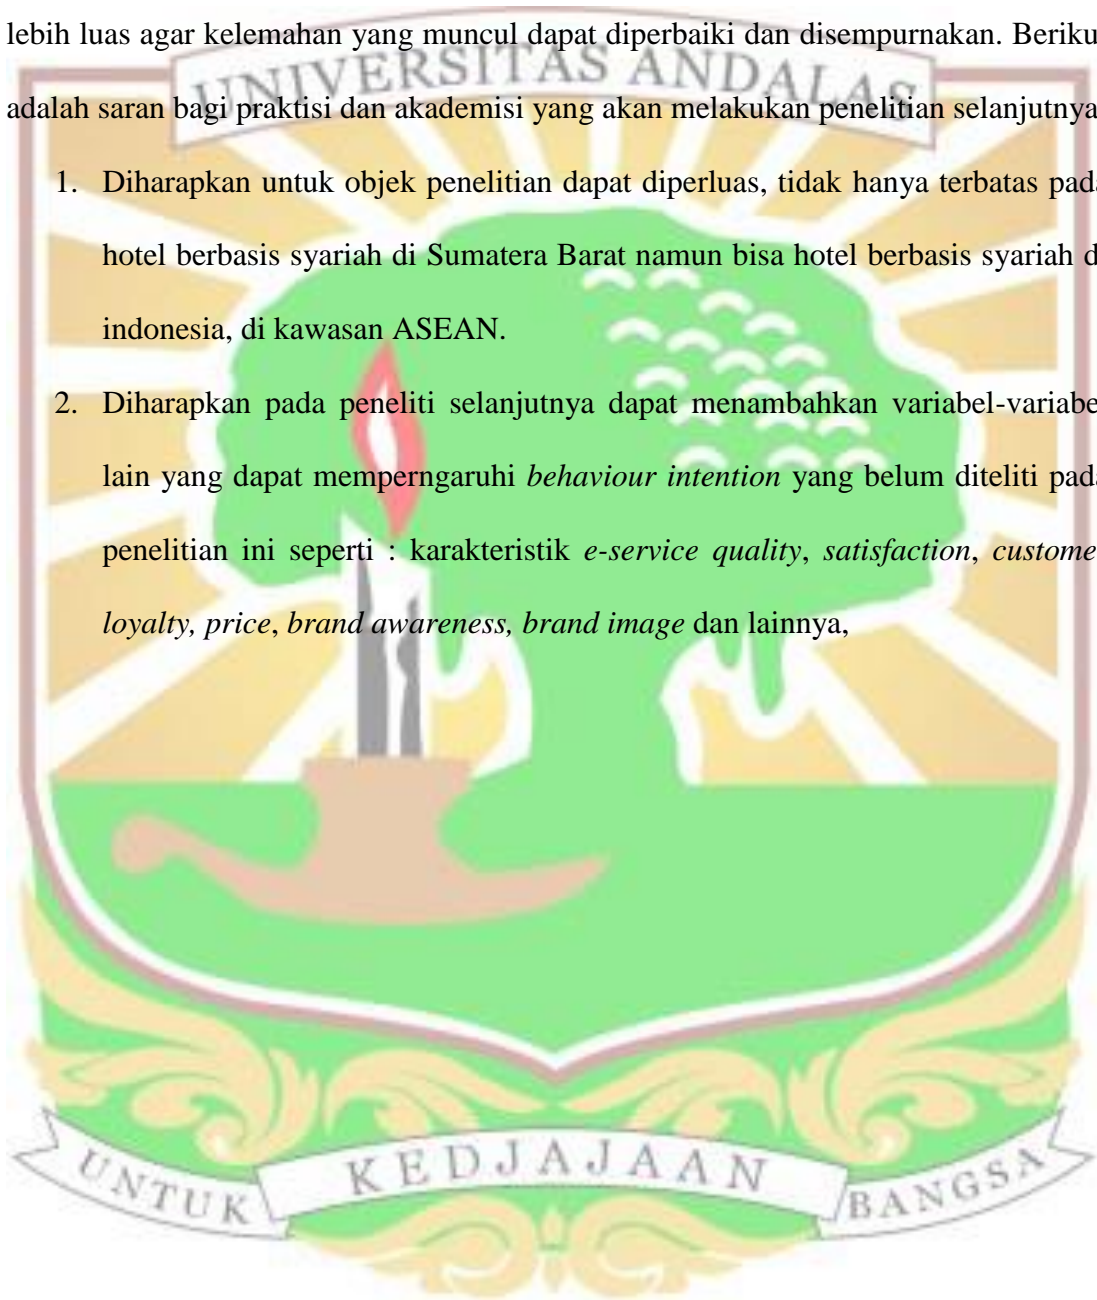 lebih luas agar kelemahan yang muncul dapat diperbaiki dan disempurnakan. Beriku
UNIVERSITAS ANDALAS
adalah saran bagi praktisi dan akademisi yang akan melakukan penelitian selanjutnya
1. Diharapkan untuk objek penelitian dapat diperluas, tidak hanya terbatas pada
hotel berbasis syariah di Sumatera Barat namun bisa hotel berbasis syariah d
indonesia, di kawasan ASEAN.
2. Diharapkan pada peneliti selanjutnya dapat menambahkan variabel-variabe
lain yang dapat memperngaruhi behaviour intention yang belum diteliti pada
penelitian ini seperti : karakteristik e-service quality, satisfaction, custome
loyalty, price, brand awareness, brand image dan lainnya,
UNTUK KEDJAJAAN BANGSA